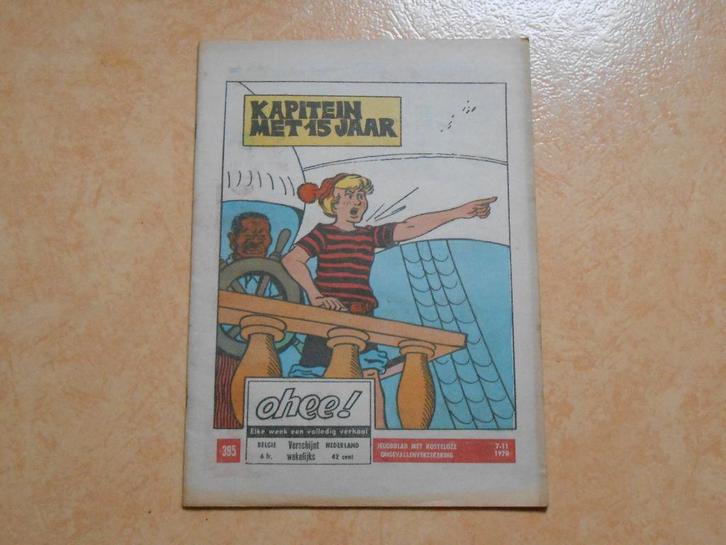 KAPITEIN
MET 15 JAAR
ohee!
Elke week een volledig verhaal
395
BELGIE Verschijnt NEDERLAND
6 fr. wekelijks 42 cent
JEUGDBLAD MET KOSTELOZE
ONGEVALLENVERZEKERING
7-11
1970